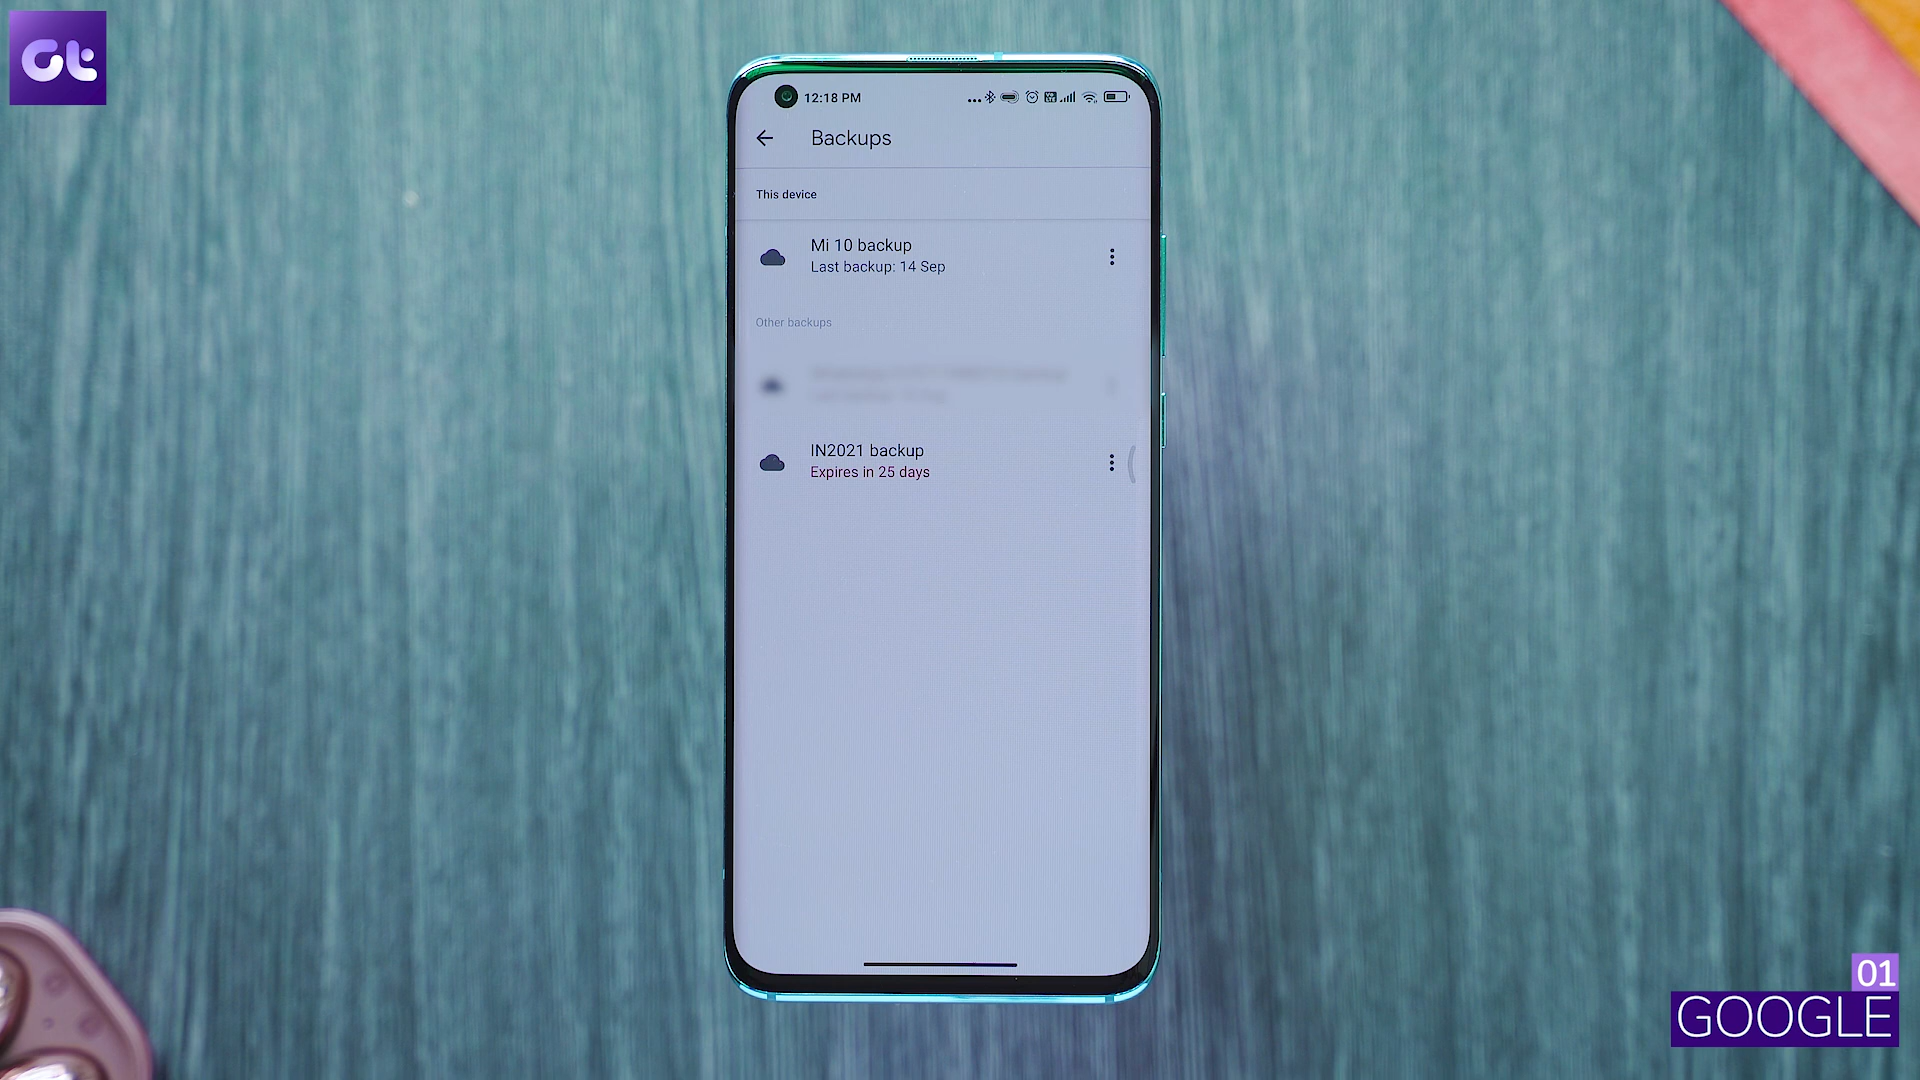 Gt
12:18 PM
Backups
This device
Mi 10 backup
Last backup: 14 Sep
Other backups
IN2021 backup
Expires in 25 days
01
GOOGLE